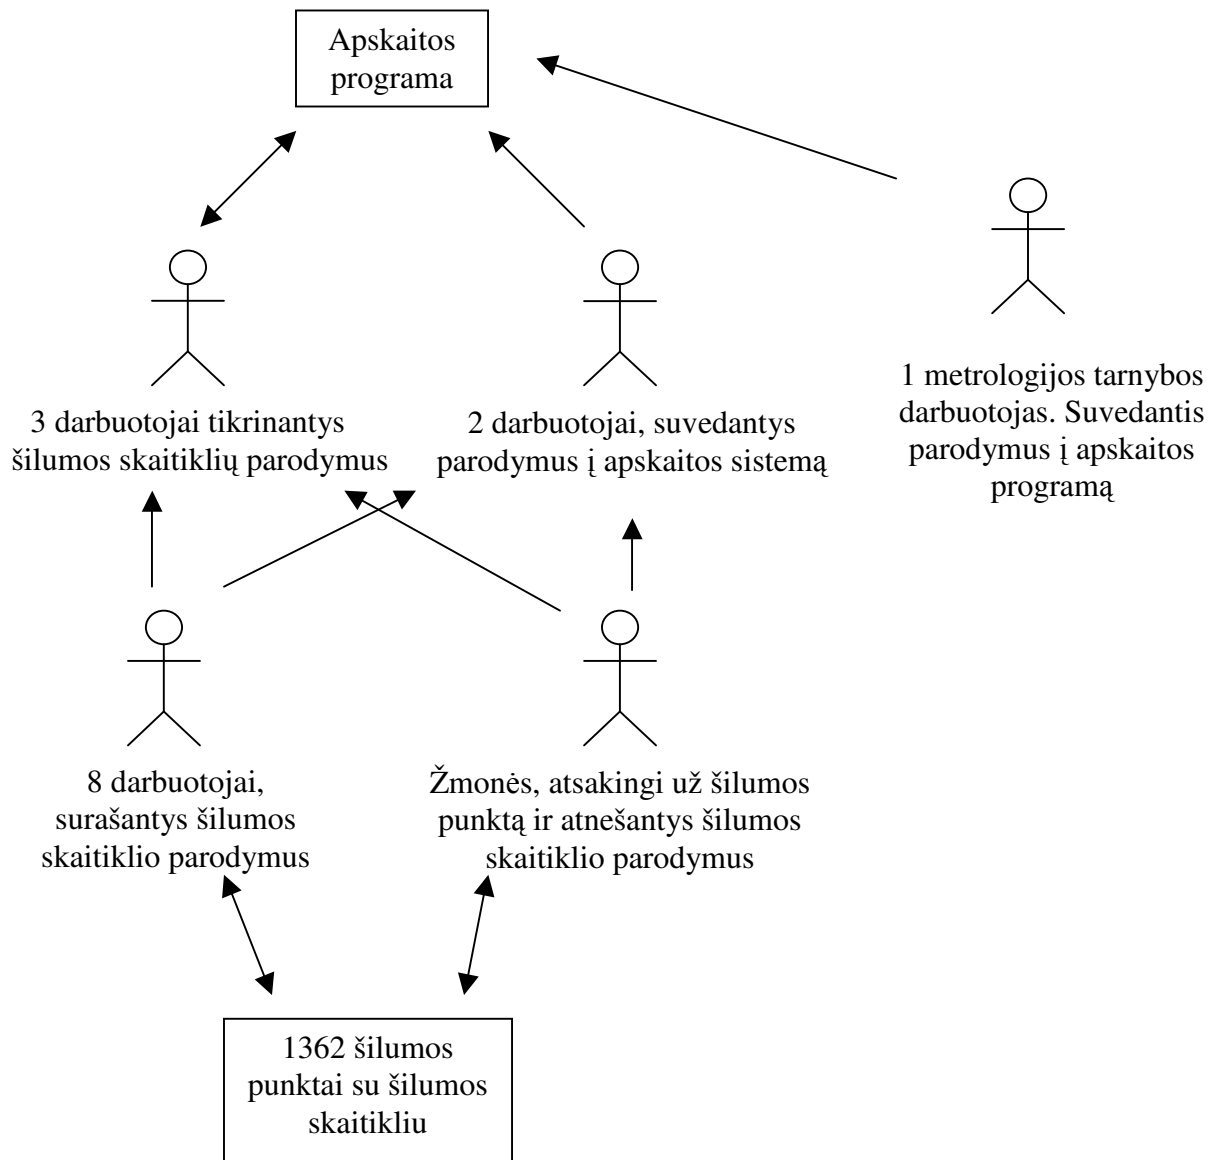 Apskaitos
programa
3 darbuotojai tikrinantys
šilumos skaitiklių parodymus
2 darbuotojai, suvedantys
parodymus į apskaitos sistemą
1 metrologijos tarnybos
darbuotojas. Suvedantis
parodymus į apskaitos
programą
8 darbuotojai,
surašantys šilumos
skaitiklio parodymus
Žmonės, atsakingi už šilumos
punktą ir atnešantys šilumos
skaitiklio parodymus
1362 šilumos
punktai su šilumos
skaitikliu